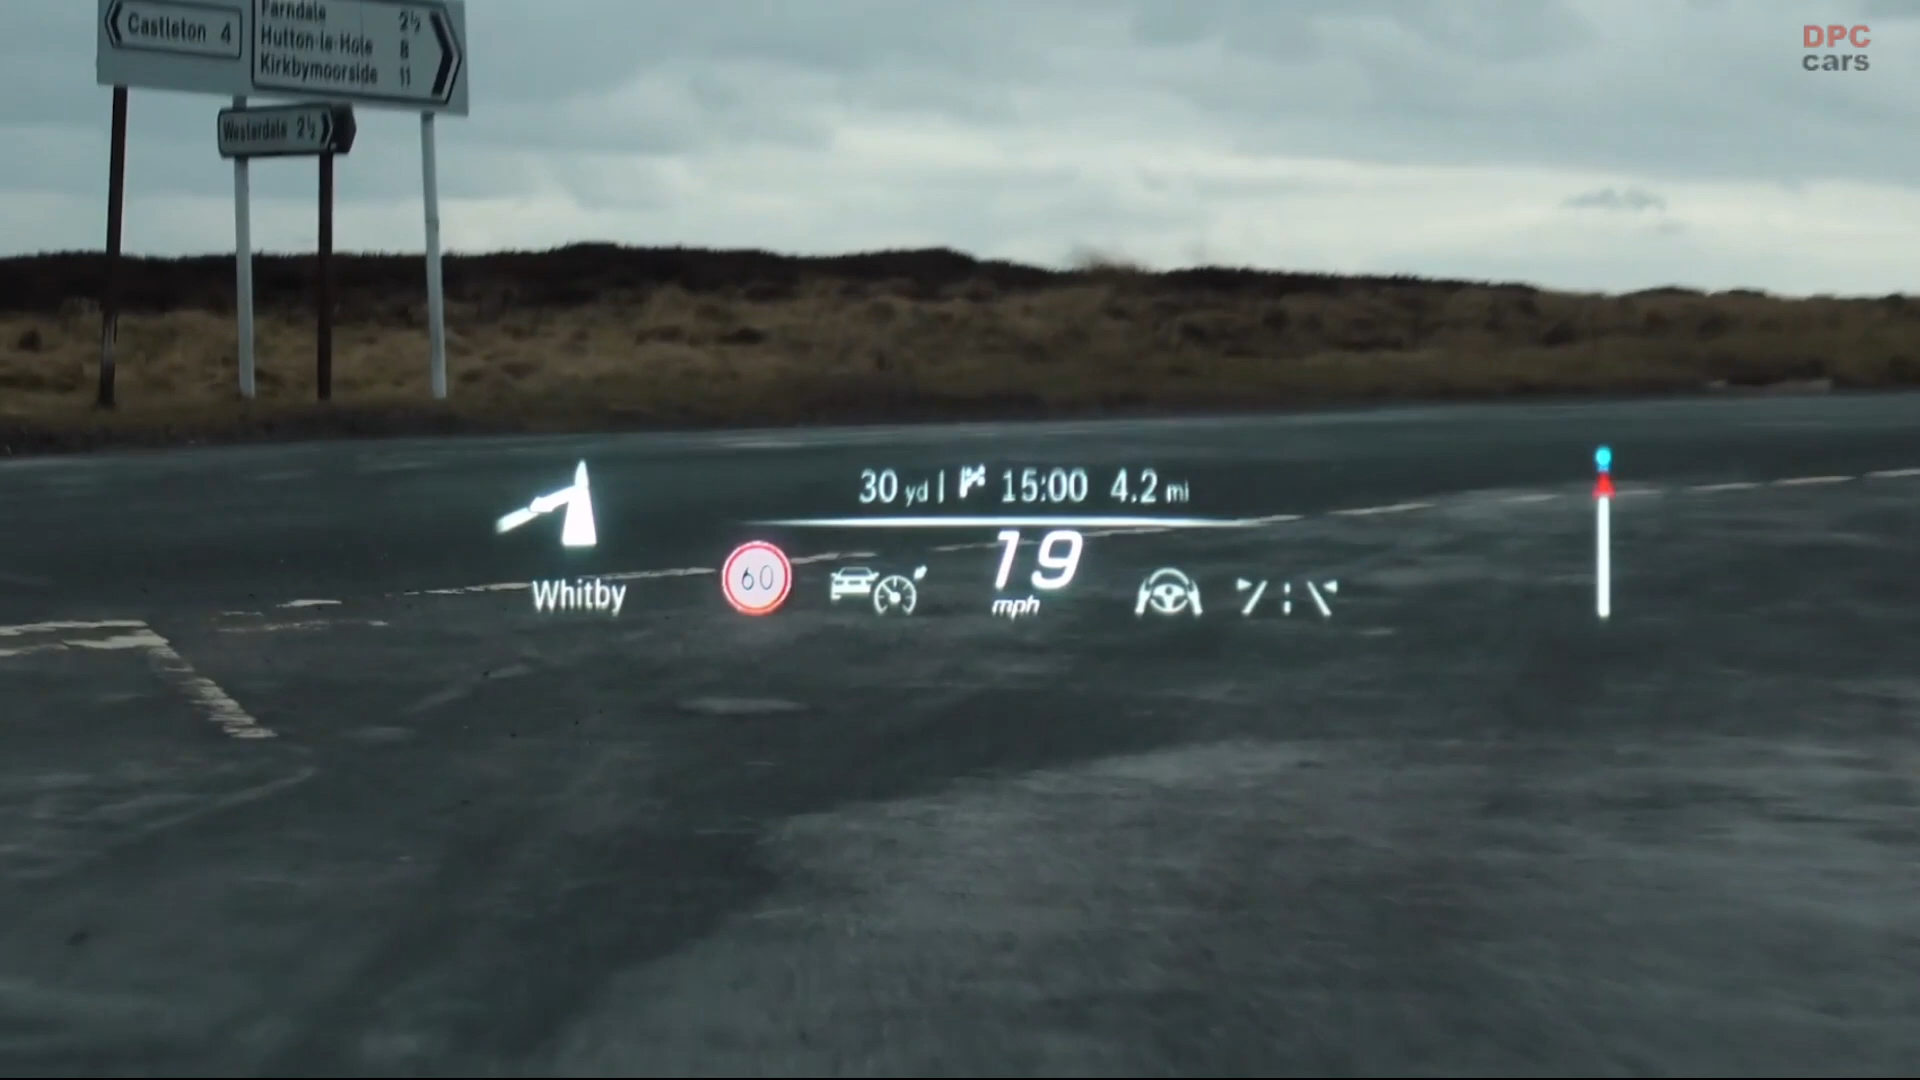 Castleton 4
Farndale 2½
Hutton-le-Hole 8
Kirkbymoorside 11
Westerdale 2½
DPC
cars
30 yd | 15:00 4.2 mi
Whitby
60
19
mph